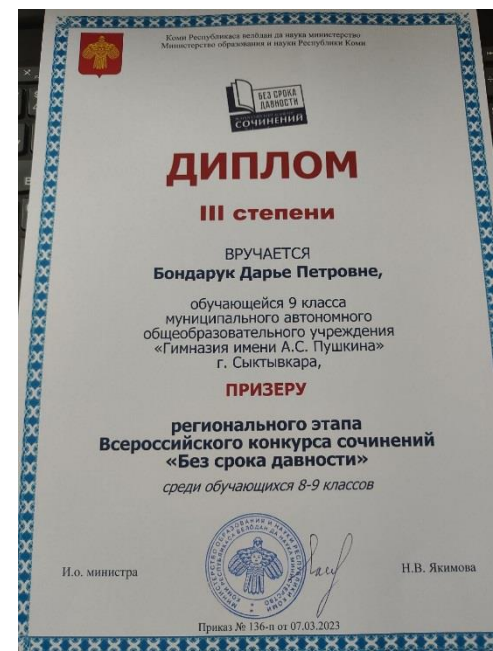 Коми Республикаса велöдан да наука министерство
Министерство образования и науки Республики Коми
БЕЗ СРОКА
ДАВНОСТИ
СОЧИНЕНИЙ
ДИПЛОМ
III степени
ВРУЧАЕТСЯ
Бондарук Дарье Петровне,
обучающейся 9 класса
муниципального автономного
общеобразовательного учреждения
«Гимназия имени А.С. Пушкина»
г. Сыктывкара,
ПРИЗЕРУ
регионального этапа
Всероссийского конкурса сочинений
«Без срока давности»
среди обучающихся 8-9 классов
И.о. министра
Н.В. Якимова
Приказ № 136-п от 07.03.2023